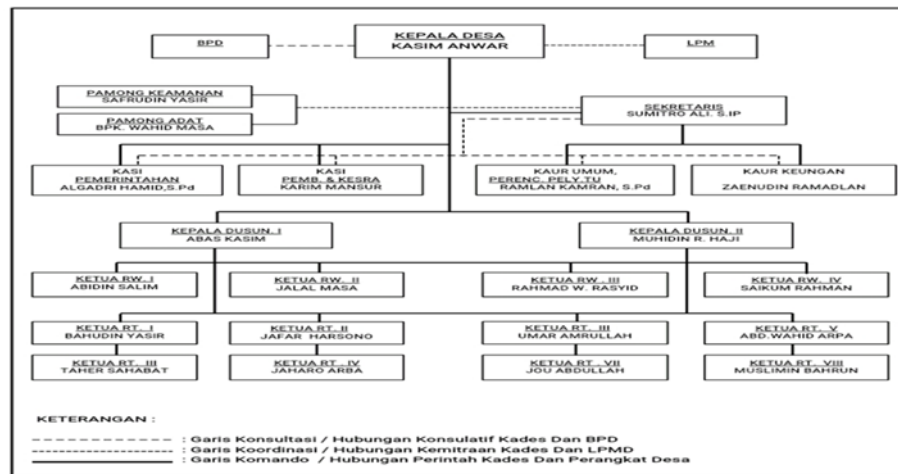 KEPALA DESA
KASIM ANWAR
BPD
LPM
PAMONG KEAMANAN
SAFRUDIN YASIR
PAMONG ADAT
BPK. WAHID MASA
SEKRETARIS
SUMITRO ALI. S.IP
KASI
PEMERINTAHAN
ALGADRI HAMID,S.Pd
KASI
PEMB. & KESRA
KARIM MANSUR
KAUR UMUM,
PERENC. PELY.TU
RAMLAN KAMRAN, S.Pd
KAUR KEUNGAN
ZAENUDIN RAMADLAN
KEPALA DUSUN. I
ABAS KASIM
KEPALA DUSUN. II
MUHIDIN R. HAJI
KETUA RW. I
ABIDIN SALIM
KETUA RW. II
JALAL MASA
KETUA RW . III
RAHMAD W. RASYID
KETUA RW. IV
SAIKUM RAHMAN
KETUA RT. I
BAHUDIN YASIR
KETUA RT. II
JAFAR HARSONO
KETUA RT. III
UMAR AMRULLAH
KETUA RT. V
ABD.WAHID ARPA
KETUA RT. III
TAHER SAHABAT
KETUA RT. IV
JAHARO ARBA
KETUA RT . VII
JOU ABDULLAH
KETUA RT. VIII
MUSLIMIN BAHRUN
KETERANGAN :
: Garis Konsultasi / Hubungan Konsulatif Kades Dan BPD
: Garis Koordinasi / Hubungan Kemitraan Kades Dan LPMD
: Garis Komando / Hubungan Perintah Kades Dan Perangkat Desa